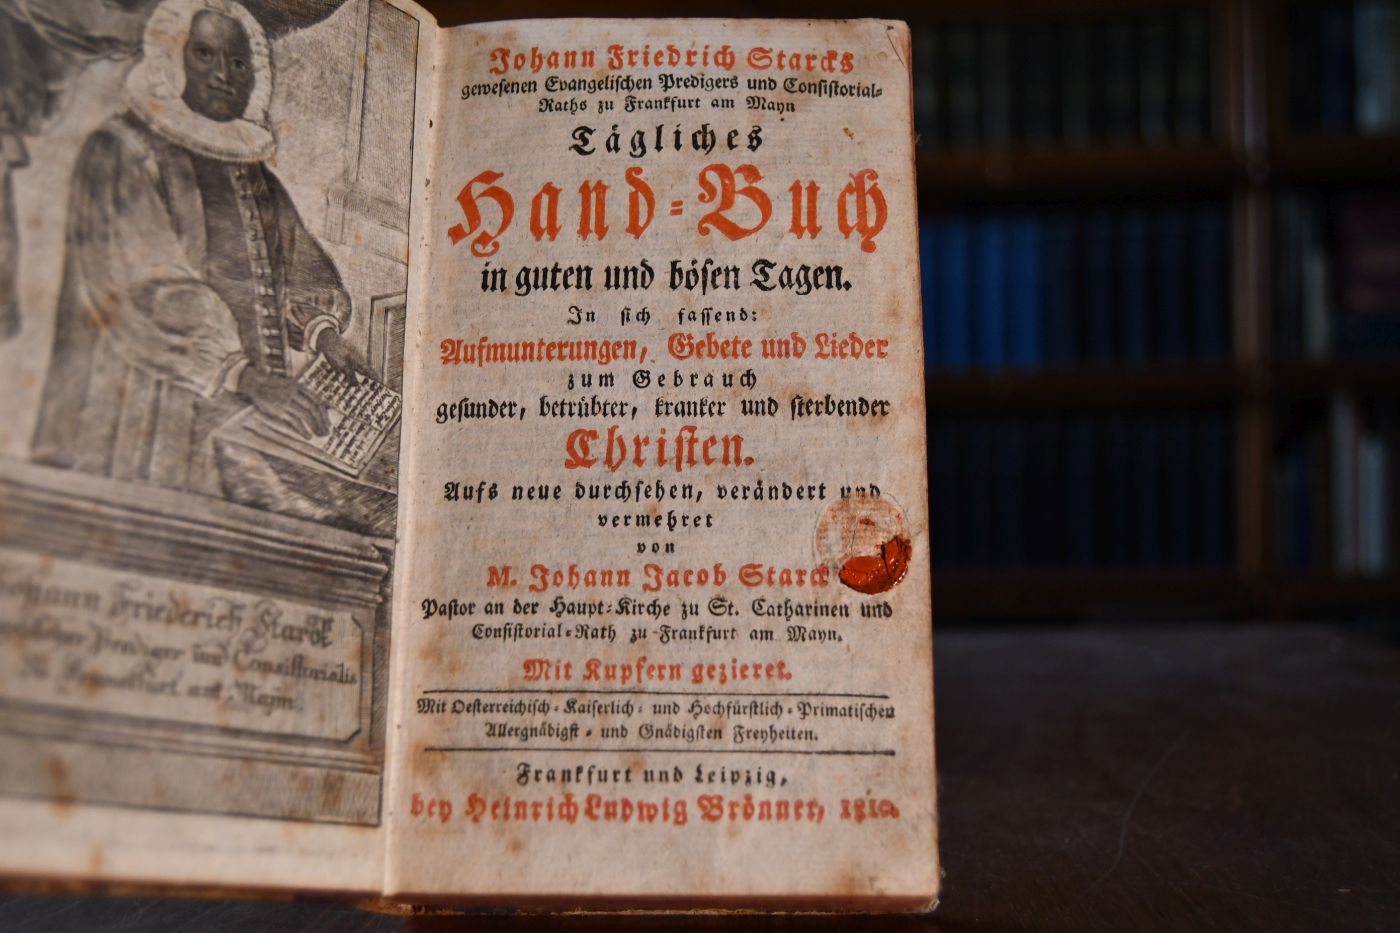 Johann Friederich Starck
Prediger und Consistorialis
am Mayn.
Johann Friedrich Starcks
gewesenen Evangelischen Predigers und Consistorial-
Raths zu Frankfurt am Mayn
Tägliches
Hand-Buch
in guten und bösen Tagen.
In sich fassend:
Aufmunterungen, Gebete und Lieder
zum Gebrauch
gesunder, betrübter, kranker und sterbender
Christen.
Aufs neue durchsehen, verändert und
vermehret
von
M. Johann Jacob Starck
Pastor an der Haupt-Kirche zu St. Catharinen und
Consistorial-Rath zu Frankfurt am Mayn.
Mit Kupfern gezieret.
Mit Oesterreichisch-Kaiserlich- und Hochfürstlich-Primatischen
Allergnädigst- und Gnädigsten Freyheiten.
Frankfurt und Leipzig,
bey Heinrich Ludwig Brönner, 1810.